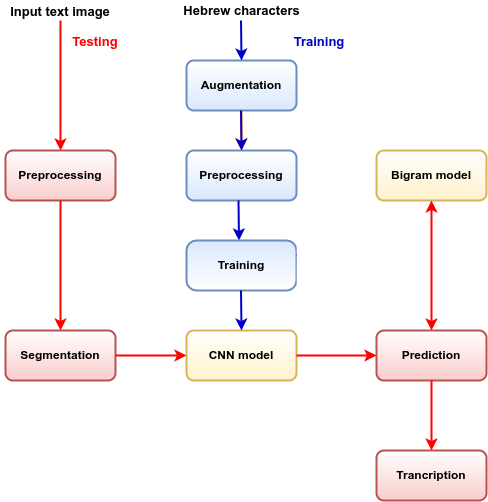 Input text image
Hebrew characters
Testing
Training
Augmentation
Preprocessing
Preprocessing
Bigram model
Training
Segmentation
CNN model
Prediction
Trancription